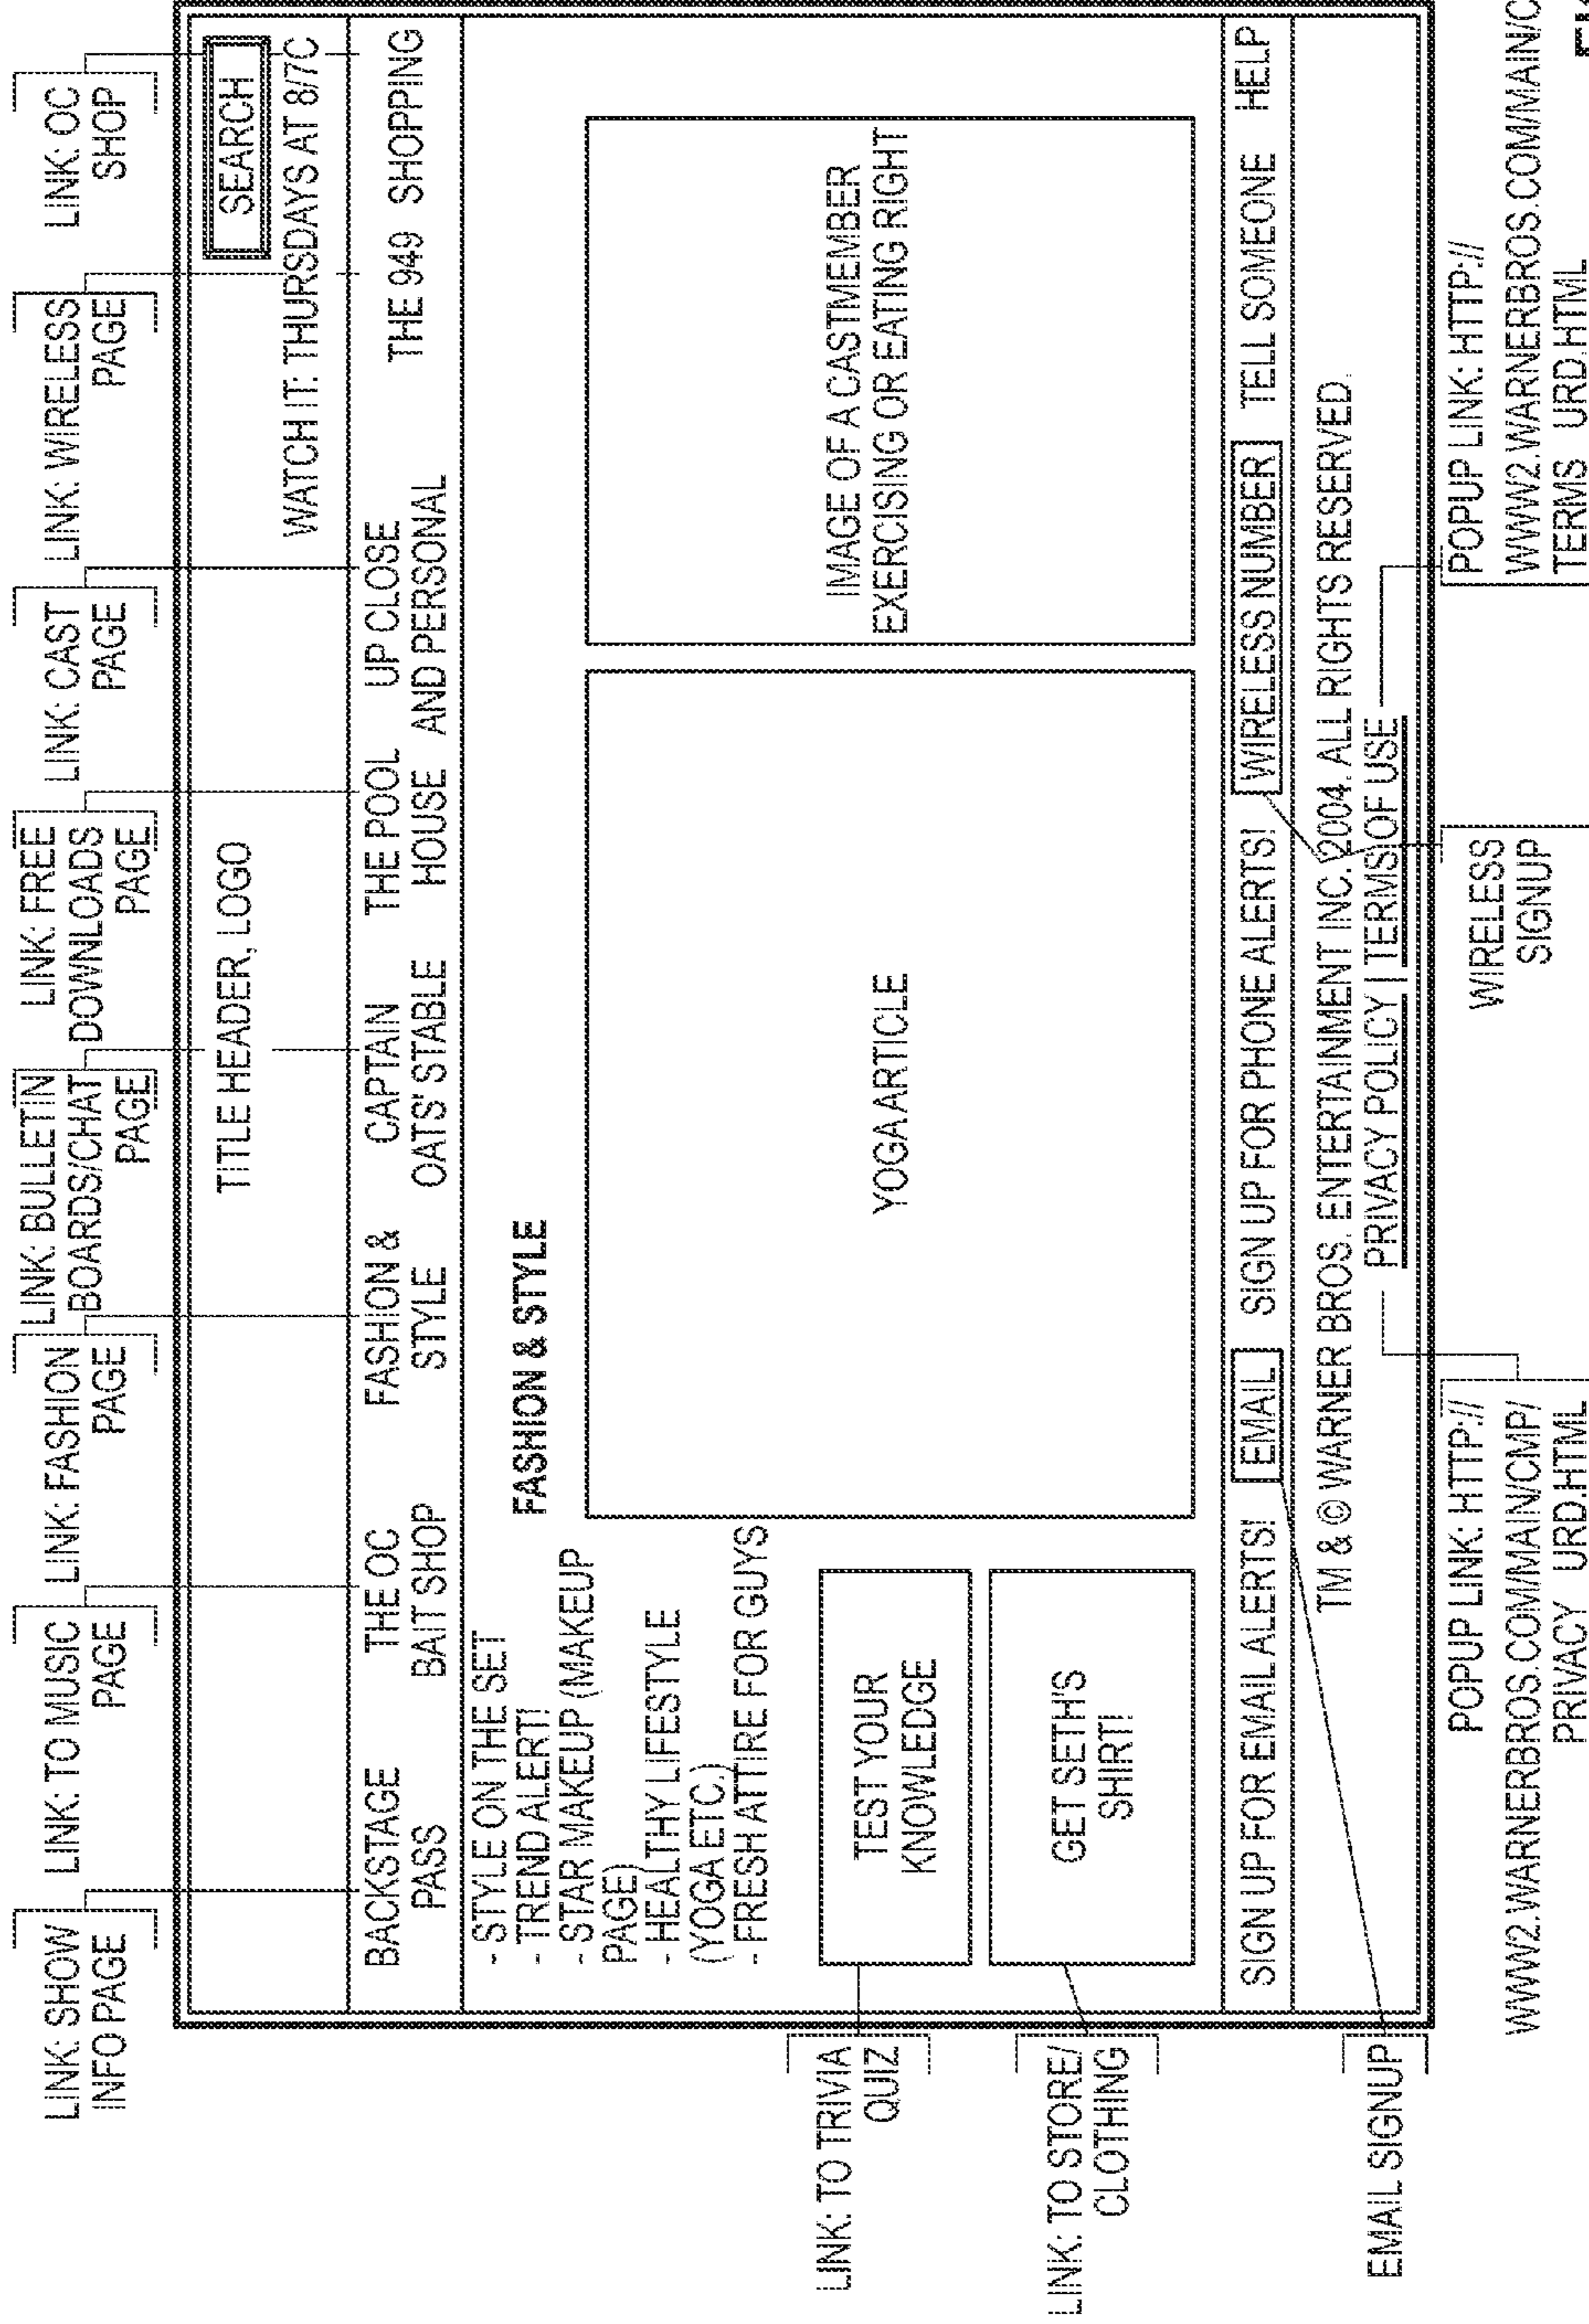 LINK: SHOW
INFO PAGE
LINK: TO MUSIC
PAGE
LINK: FASHION
PAGE
LINK: BULLETIN
BOARDS/CHAT
PAGE
LINK: FREE
DOWNLOADS
PAGE
LINK: CAST
PAGE
LINK: WIRELESS
PAGE
LINK: OC
SHOP
TITLE HEADER, LOGO
SEARCH
WATCH IT: THURSDAYS AT 8/7C
BACKSTAGE
PASS
THE OC
BAIT SHOP
FASHION &
STYLE
CAPTAIN
OATS' STABLE
THE POOL
HOUSE
UP CLOSE
AND PERSONAL
THE 949
SHOPPING
- STYLE ON THE SET
- TREND ALERT!
- STAR MAKEUP (MAKEUP
PAGE)
- HEALTHY LIFESTYLE
(YOGA ETC.)
- FRESH ATTIRE FOR GUYS
FASHION & STYLE
YOGA ARTICLE
IMAGE OF A CASTMEMBER
EXERCISING OR EATING RIGHT
LINK: TO TRIVIA
QUIZ
TEST YOUR
KNOWLEDGE
LINK: TO STORE/
CLOTHING
GET SETH'S
SHIRT!
SIGN UP FOR EMAIL ALERTS! EMAIL SIGN UP FOR PHONE ALERTS! WIRELESS NUMBER TELL SOMEONE HELP
TM & © WARNER BROS. ENTERTAINMENT INC. 2004. ALL RIGHTS RESERVED.
PRIVACY POLICY | TERMS OF USE
EMAIL SIGNUP
POPUP LINK: HTTP://
WWW2.WARNERBROS.COM/MAIN/CMP/
PRIVACY URD.HTML
WIRELESS
SIGNUP
POPUP LINK: HTTP://
WWW2.WARNERBROS.COM/MAIN/C
TERMS URD.HTML